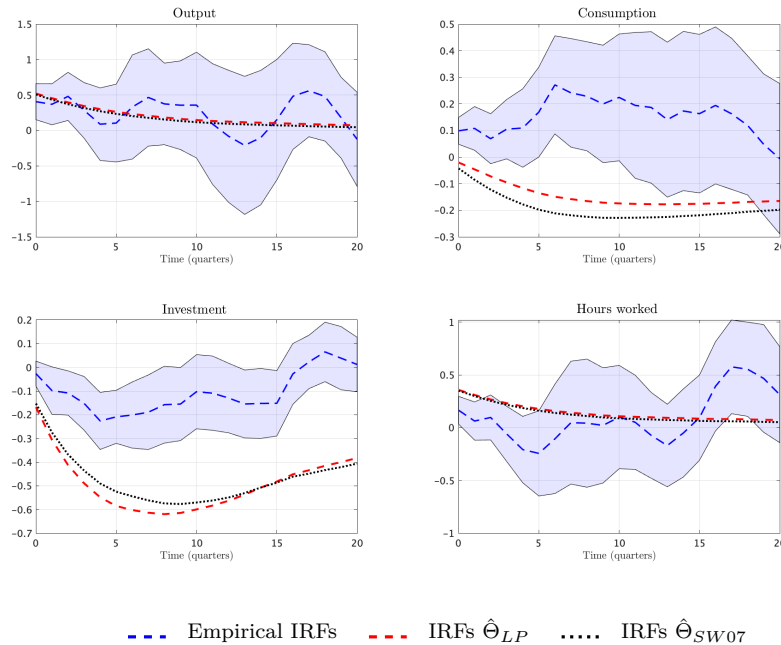 Output
1.5
1
0.5
0
−0.5
−1
−1.5
0 5 10 15 20
Time (quarters)
Consumption
0.5
0.4
0.3
0.2
0.1
0
−0.1
−0.2
−0.3
0 5 10 15 20
Time (quarters)
Investment
0.2
0.1
0
−0.1
−0.2
−0.3
−0.4
−0.5
−0.6
−0.7
0 5 10 15 20
Time (quarters)
Hours worked
1
0.5
0
−0.5
−1
0 5 10 15 20
Time (quarters)
Empirical IRFs IRFs Θ̂_LP IRFs Θ̂_SW07